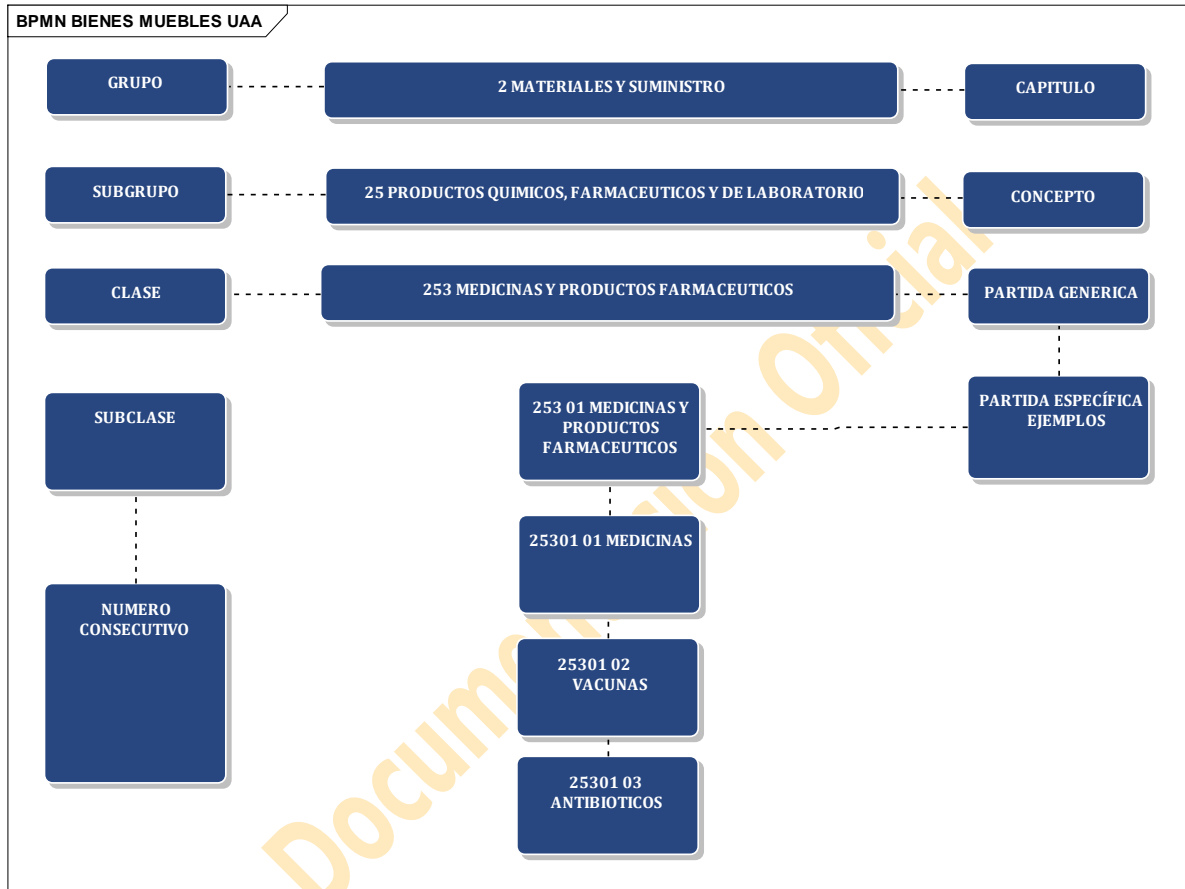 BPMN BIENES MUEBLES UAA
GRUPO
2 MATERIALES Y SUMINISTRO
CAPITULO
SUBGRUPO
25 PRODUCTOS QUIMICOS, FARMACEUTICOS Y DE LABORATORIO
CONCEPTO
CLASE
253 MEDICINAS Y PRODUCTOS FARMACEUTICOS
PARTIDA GENERICA
SUBCLASE
253 01 MEDICINAS Y
PRODUCTOS
FARMACEUTICOS
PARTIDA ESPECÍFICA
EJEMPLOS
25301 01 MEDICINAS
NUMERO
CONSECUTIVO
25301 02
VACUNAS
25301 03
ANTIBIOTICOS